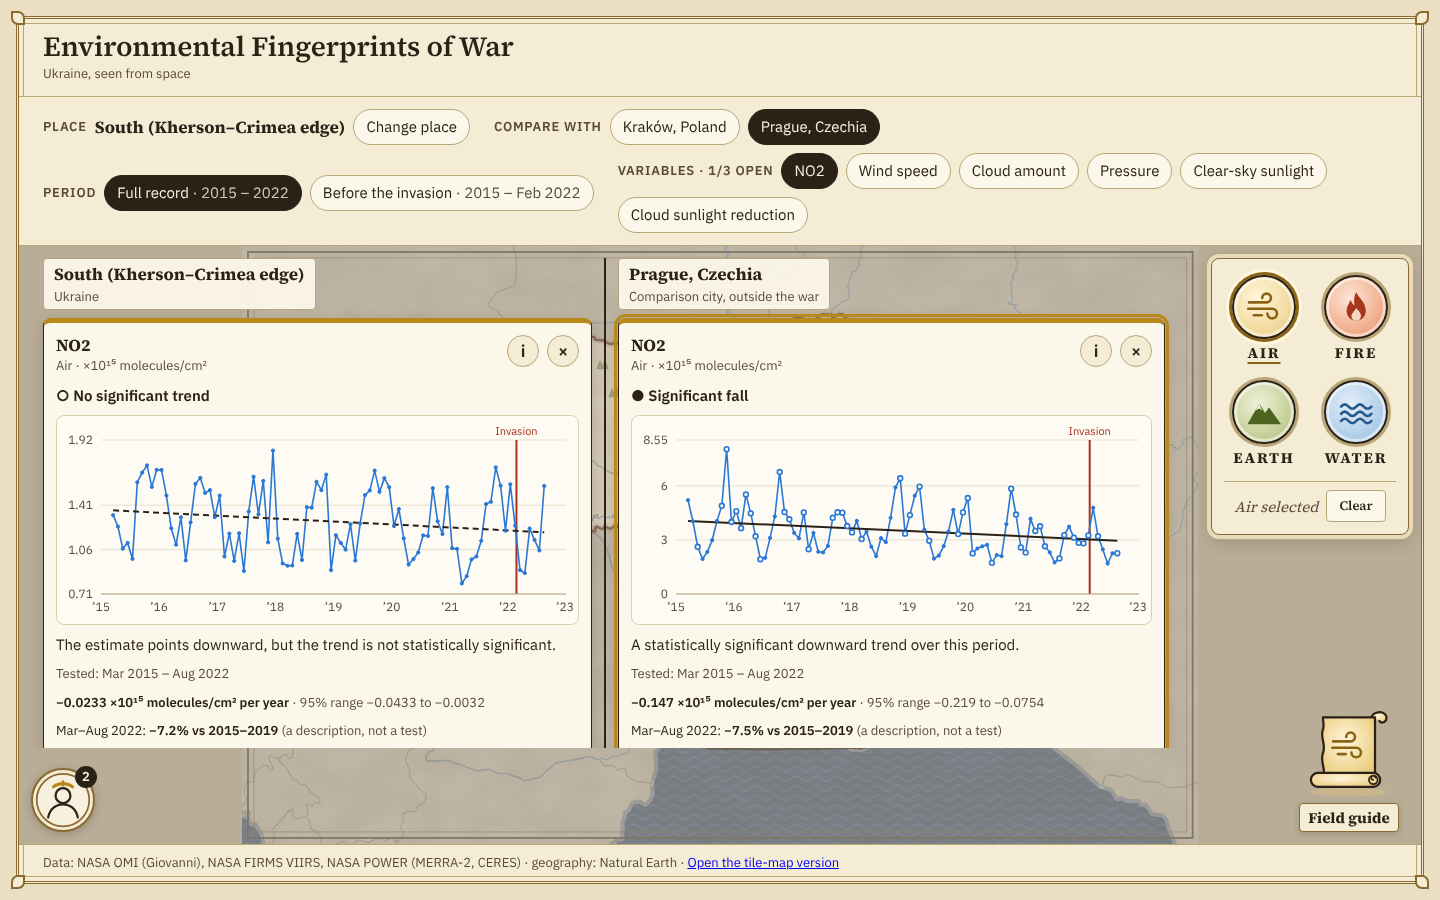 Environmental Fingerprints of War
Ukraine, seen from space
PLACE South (Kherson–Crimea edge) Change place COMPARE WITH Kraków, Poland Prague, Czechia
PERIOD Full record · 2015 – 2022 Before the invasion · 2015 – Feb 2022
VARIABLES · 1/3 OPEN NO2 Wind speed Cloud amount Pressure Clear-sky sunlight
Cloud sunlight reduction
South (Kherson–Crimea edge)
Ukraine
NO2
Air · ×10¹⁵ molecules/cm²
i ×
No significant trend
Invasion
1.92
1.41
1.06
0.71
’15 ’16 ’17 ’18 ’19 ’20 ’21 ’22 ’23
The estimate points downward, but the trend is not statistically significant.
Tested: Mar 2015 – Aug 2022
−0.0233 ×10¹⁵ molecules/cm² per year · 95% range −0.0433 to −0.0032
Mar–Aug 2022: −7.2% vs 2015–2019 (a description, not a test)
Prague, Czechia
Comparison city, outside the war
NO2
Air · ×10¹⁵ molecules/cm²
i ×
Significant fall
Invasion
8.55
6
3
0
’15 ’16 ’17 ’18 ’19 ’20 ’21 ’22 ’23
A statistically significant downward trend over this period.
Tested: Mar 2015 – Aug 2022
−0.147 ×10¹⁵ molecules/cm² per year · 95% range −0.219 to −0.0754
Mar–Aug 2022: −7.5% vs 2015–2019 (a description, not a test)
AIR FIRE
EARTH WATER
Air selected Clear
2
Field guide
Data: NASA OMI (Giovanni), NASA FIRMS VIIRS, NASA POWER (MERRA-2, CERES) · geography: Natural Earth · Open the tile-map version